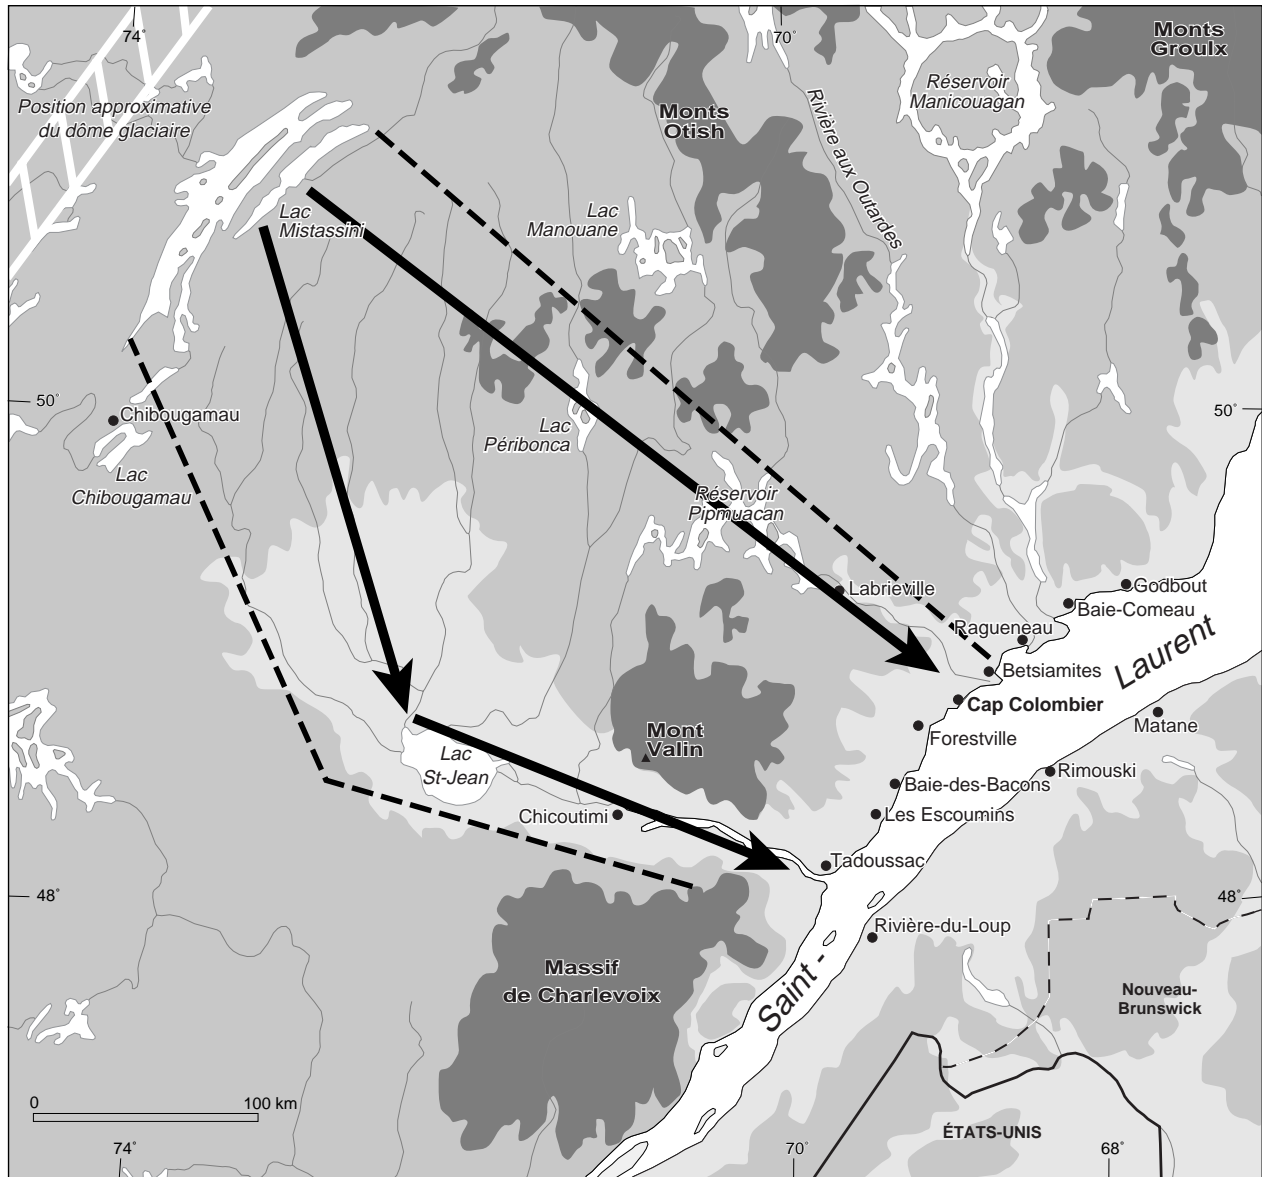 74°
70°
Monts
Groulx
Position approximative
du dôme glaciaire
Réservoir
Manicouagan
Monts
Otish
Rivière aux Outardes
Lac
Mistassini
Lac
Manouane
50°
50°
Chibougamau
Lac
Péribonca
Lac
Chibougamau
Réservoir
Pipmuacan
Labrieville
Godbout
Baie-Comeau
Ragueneau
Betsiamites
Cap Colombier
Matane
Forestville
Mont
Valin
Lac
St-Jean
Rimouski
Baie-des-Bacons
Les Escoumins
Chicoutimi
Tadoussac
48°
48°
Rivière-du-Loup
Massif
de Charlevoix
Saint - Laurent
Nouveau-
Brunswick
0 100 km
ÉTATS-UNIS
74°
70°
68°